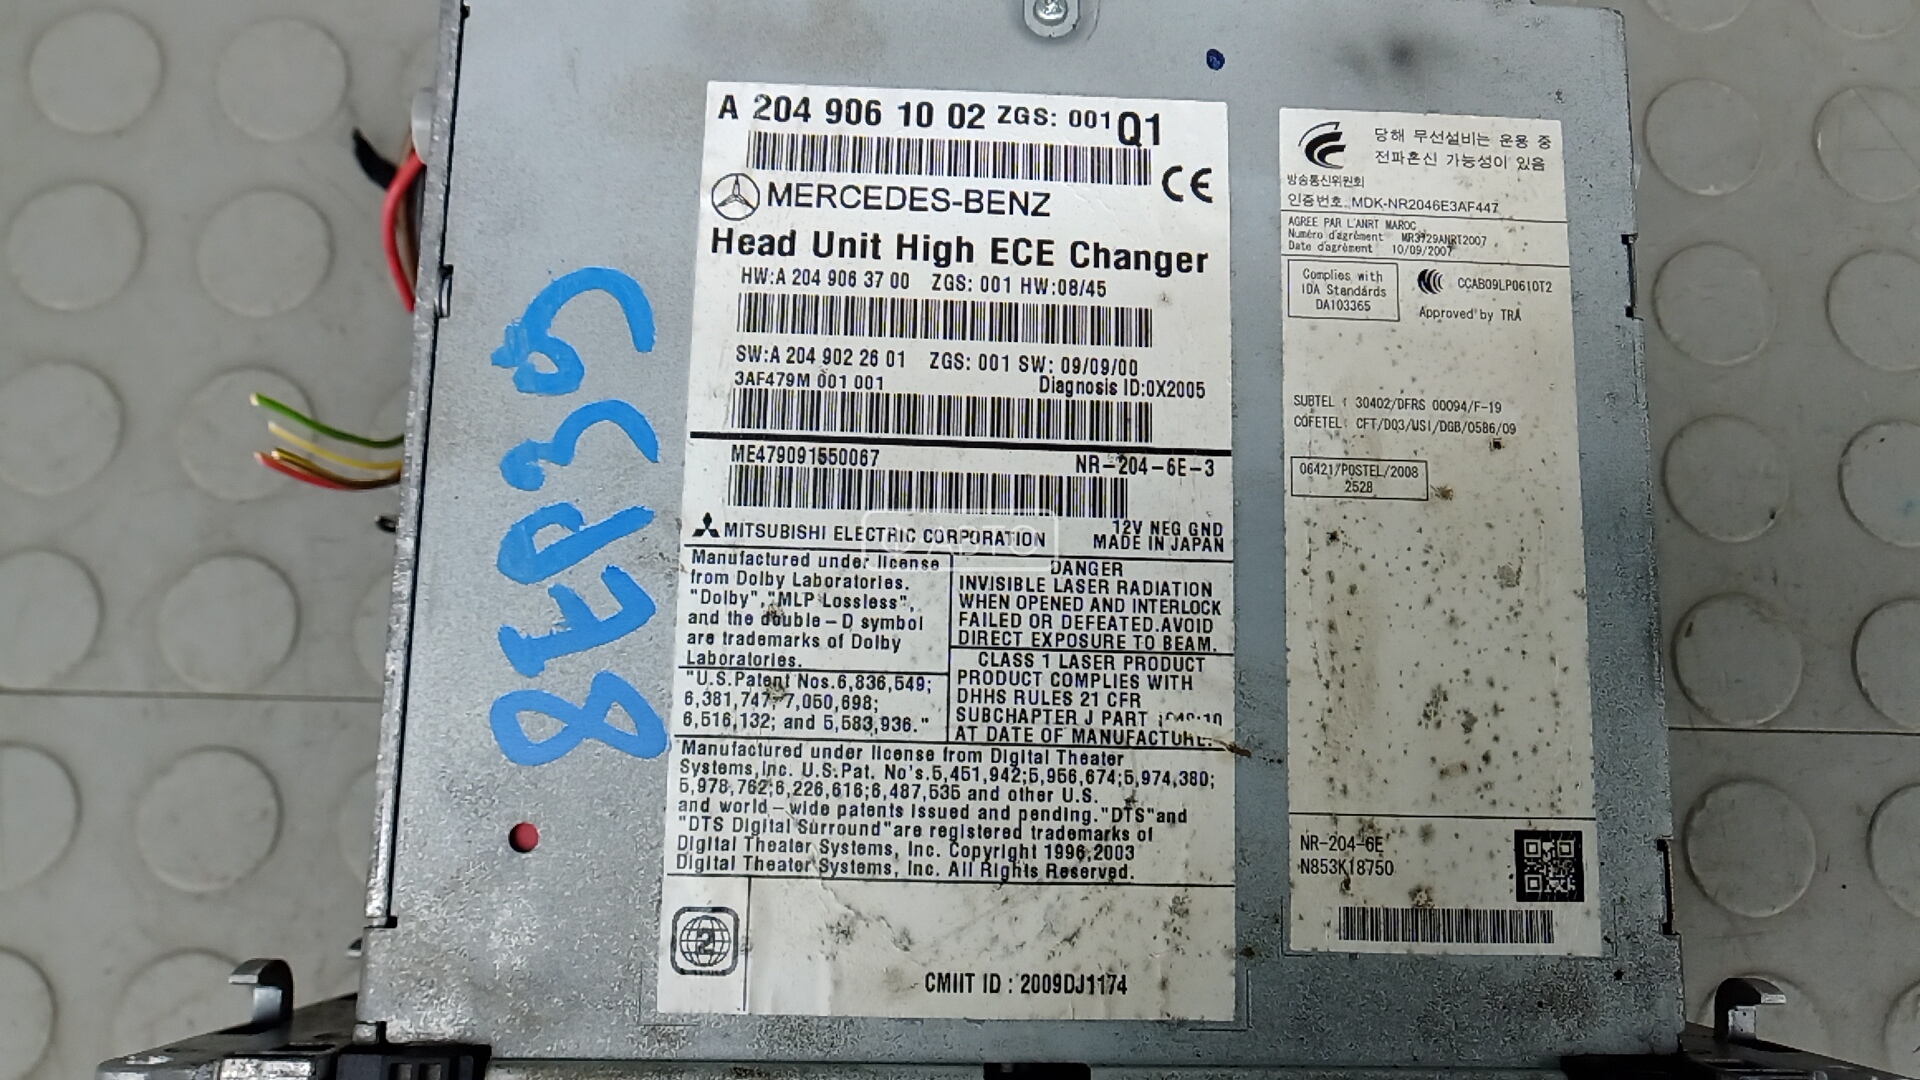 A 204 906 10 02 ZGS: 001 Q1
CE
MERCEDES-BENZ
Head Unit High ECE Changer
HW:A 204 906 37 00 ZGS: 001 HW:08/45
SW:A 204 902 26 01 ZGS: 001 SW: 09/09/00
3AF479M 001 001 Diagnosis ID:0X2005
ME479091550067 NR-204-6E-3
MITSUBISHI ELECTRIC CORPORATION
12V NEG GND
MADE IN JAPAN
Manufactured under license
from Dolby Laboratories.
"Dolby","MLP Lossless",
and the double-D symbol
are trademarks of Dolby
Laboratories.
"U.S.Patent Nos.6,836,549;
6,381,747;7,050,698;
6,516,132; and 5,583,936."
DANGER
INVISIBLE LASER RADIATION
WHEN OPENED AND INTERLOCK
FAILED OR DEFEATED.AVOID
DIRECT EXPOSURE TO BEAM.
CLASS 1 LASER PRODUCT
PRODUCT COMPLIES WITH
DHHS RULES 21 CFR
SUBCHAPTER J PART 1040.10
AT DATE OF MANUFACTURE.
Manufactured under license from Digital Theater
Systems,Inc. U.S.Pat. No's.5,451,942;5,956,674;5,974,380;
5,978,762;6,226,616;6,487,535 and other U.S.
and world-wide patents issued and pending."DTS"and
"DTS Digital Surround"are registered trademarks of
Digital Theater Systems, Inc. Copyright 1996,2003
Digital Theater Systems, Inc. All Rights Reserved.
2
CMIIT ID : 2009DJ1174
당해 무선설비는 운용 중
전파혼신 가능성이 있음
방송통신위원회
인증번호. MDK-NR2046E3AF447
AGREE PAR L'ANRT MAROC
Numéro d'agrément MR3729ANRT2007
Date d'agrément 10/09/2007
Complies with
IDA Standards
DA103365
CCAB09LP0610T2
Approved by TRA
SUBTEL : 30402/DFRS 00094/F-19
COFETEL: CFT/D03/USI/DGB/0586/09
06421/POSTEL/2008
2528
NR-204-6E
N853K18750
АВТО